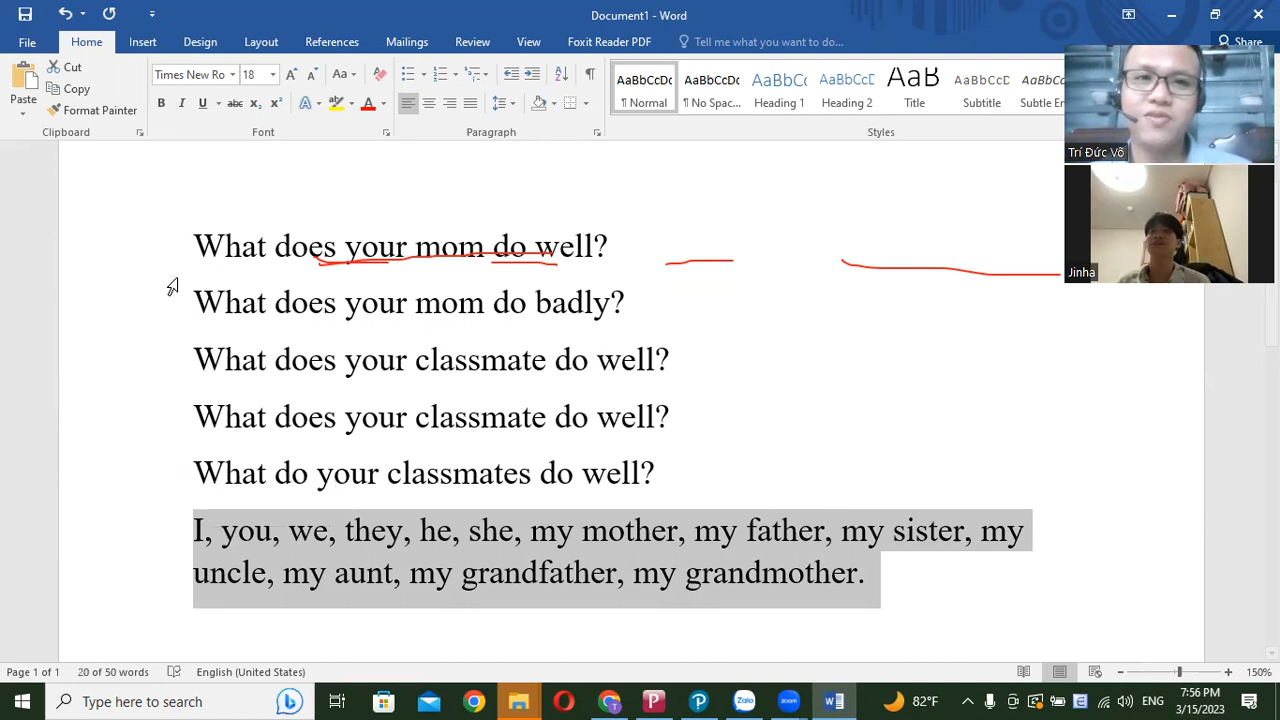 Document1 - Word
File
Home
Insert
Design
Layout
References
Mailings
Review
View
Foxit Reader PDF
Tell me what you want to do...
Share
Paste
Cut
Copy
Format Painter
Clipboard
Times New Ro
18
Font
Paragraph
AaBbCcDc
¶ Normal
AaBbCcDc
¶ No Spac...
AaBbCc
Heading 1
AaBbCcD
Heading 2
AaB
Title
AaBbCcD
Subtitle
AaBbCcDd
Subtle Em
Styles
Trí Đức Võ
Jinha
What does your mom do well?
What does your mom do badly?
What does your classmate do well?
What does your classmate do well?
What do your classmates do well?
I, you, we, they, he, she, my mother, my father, my sister, my
uncle, my aunt, my grandfather, my grandmother.
Page 1 of 1
20 of 50 words
English (United States)
150%
Type here to search
82°F
7:56 PM
3/15/2023